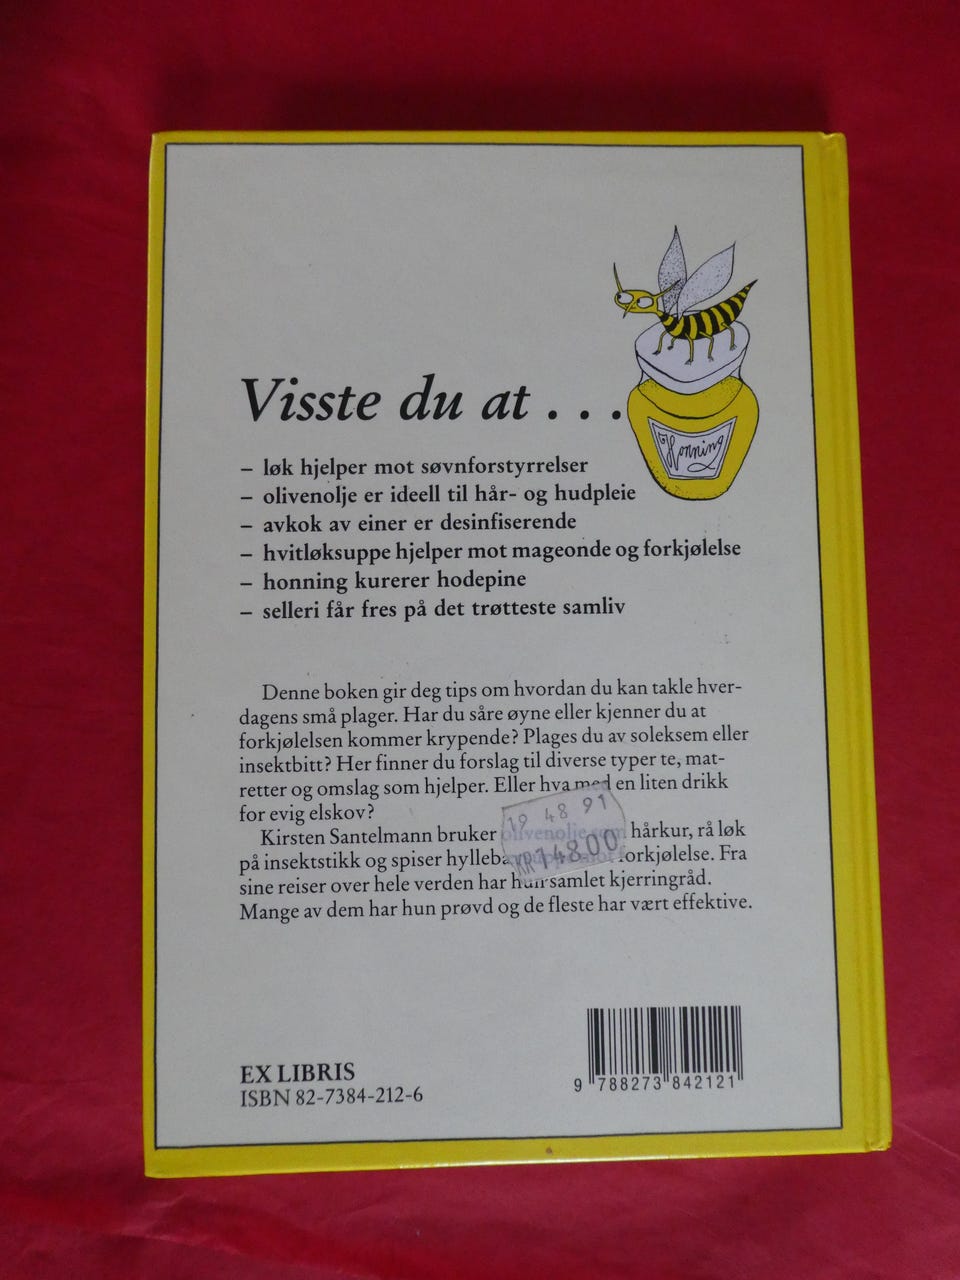 Honning
Visste du at . . .
– løk hjelper mot søvnforstyrrelser
– olivenolje er ideell til hår- og hudpleie
– avkok av einer er desinfiserende
– hvitløksuppe hjelper mot mageonde og forkjølelse
– honning kurerer hodepine
– selleri får fres på det trøtteste samliv
Denne boken gir deg tips om hvordan du kan takle hver-
dagens små plager. Har du såre øyne eller kjenner du at
forkjølelsen kommer krypende? Plages du av soleksem eller
insektbitt? Her finner du forslag til diverse typer te, mat-
retter og omslag som hjelper. Eller hva med en liten drikk
for evig elskov?
Kirsten Santelmann bruker olivenolje som hårkur, rå løk
på insektstikk og spiser forkjølelse. Fra
sine reiser over hele verden har hun samlet kjerringråd.
Mange av dem har hun prøvd og de fleste har vært effektive.
19 48 91
KR148.00
EX LIBRIS
ISBN 82-7384-212-6
9 788273 842121